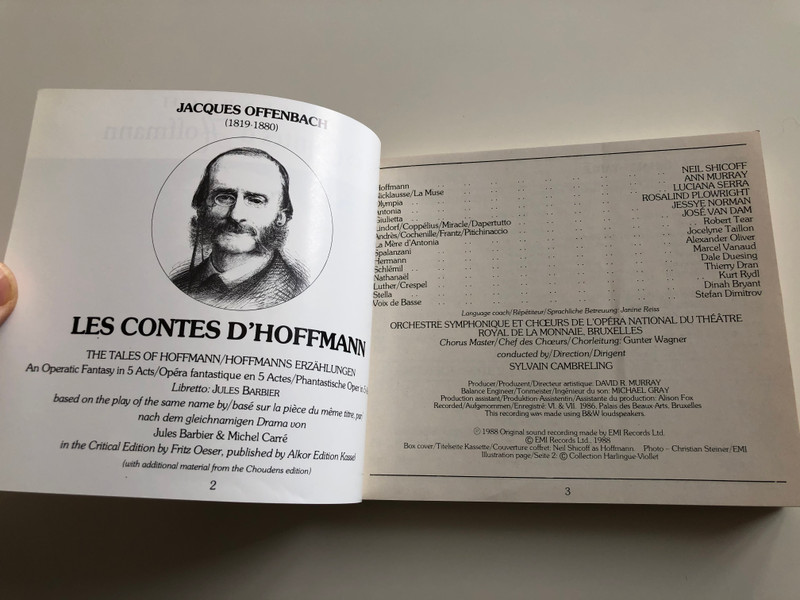 JACQUES OFFENBACH
(1819-1880)
LES CONTES D'HOFFMANN
THE TALES OF HOFFMANN/HOFFMANNS ERZÄHLUNGEN
An Operatic Fantasy in 5 Acts/Opéra fantastique en 5 Actes/Phantastische Oper in 5
Libretto: JULES BARBIER
based on the play of the same name by/basé sur la pièce du même titre, par/
nach dem gleichnamigen Drama von
Jules Barbier & Michel Carré
in the Critical Edition by Fritz Oeser, published by Alkor Edition Kassel
(with additional material from the Choudens edition)
2
Hoffmann .. NEIL SHICOFF
Nicklausse/La Muse .. ANN MURRAY
Olympia .. LUCIANA SERRA
Antonia .. ROSALIND PLOWRIGHT
Giulietta .. JESSYE NORMAN
Lindorf/Coppélius/Miracle/Dapertutto .. JOSÉ VAN DAM
Andrès/Cochenille/Frantz/Pitichinaccio .. Robert Tear
La Mère d'Antonia .. Jocelyne Taillon
Spalanzani .. Alexander Oliver
Hermann .. Marcel Vanaud
Schlémil .. Dale Duesing
Nathanaël .. Thierry Dran
Luther/Crespel .. Kurt Rydl
Stella .. Dinah Bryant
Voix de Basse .. Stefan Dimitrov
Language coach/Répétiteur/Sprachliche Betreuung: Janine Reiss
ORCHESTRE SYMPHONIQUE ET CHŒURS DE L'OPÉRA NATIONAL DU THÉÂTRE
ROYAL DE LA MONNAIE, BRUXELLES
Chorus Master/Chef des Chœurs/Chorleitung: Gunter Wagner
conducted by/Direction/Dirigent
SYLVAIN CAMBRELING
Producer/Produzent/Directeur artistique: DAVID R. MURRAY
Balance Engineer/Tonmeister/Ingénieur du son: MICHAEL GRAY
Production assistant/Produktion-Assistentin/Assistante du production: Alison Fox
Recorded/Aufgenommen/Enregistré: VI. & VII. 1986, Palais des Beaux-Arts, Bruxelles
This recording was made using B&W loudspeakers.
℗ 1988 Original sound recording made by EMI Records Ltd.
© EMI Records Ltd., 1988
Box cover/Titelseite Kassette/Couverture coffret: Neil Shicoff as Hoffmann. Photo – Christian Steiner/EMI
Illustration page/Seite 2: © Collection Harlingue-Viollet
3